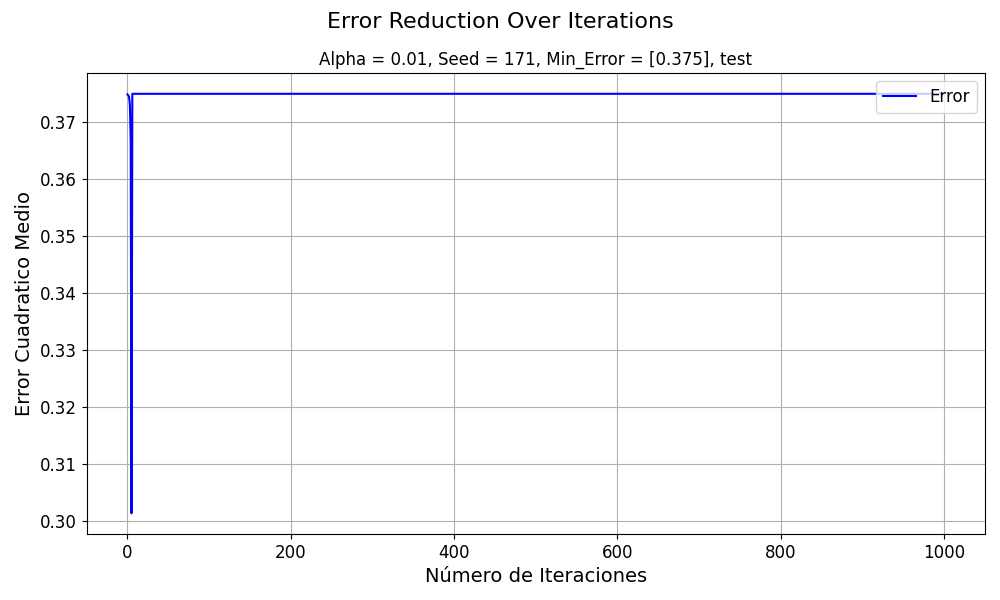 Error Reduction Over Iterations
Alpha = 0.01, Seed = 171, Min_Error = [0.375], test
Error
Error Cuadratico Medio
0.37
0.36
0.35
0.34
0.33
0.32
0.31
0.30
0 200 400 600 800 1000
Número de Iteraciones